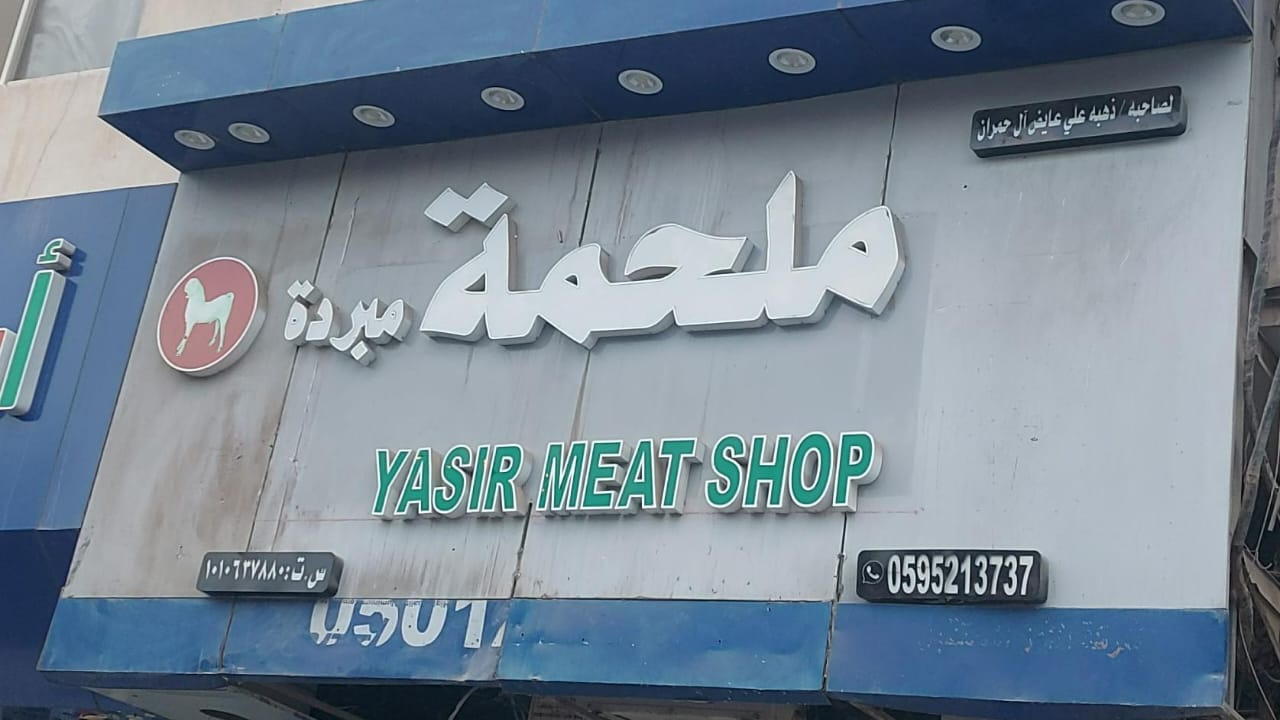 لصاحبه / ذهبه علي عايض آل حمران
ملحمة مبردة
YASIR MEAT SHOP
س.ت: ١٠١٠٦٣٧٨٨٠
0595213737